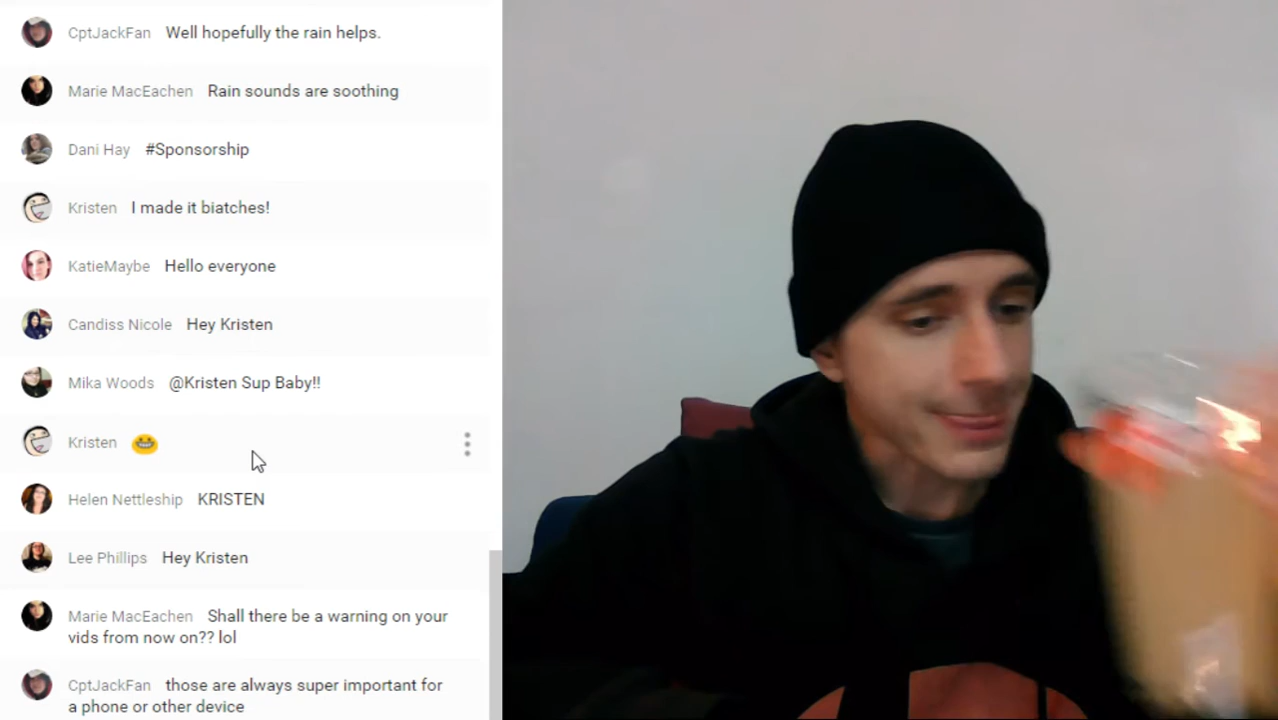 CptJackFan Well hopefully the rain helps.
Marie MacEachen Rain sounds are soothing
Dani Hay #Sponsorship
Kristen I made it biatches!
KatieMaybe Hello everyone
Candiss Nicole Hey Kristen
Mika Woods @Kristen Sup Baby!!
Kristen
Helen Nettleship KRISTEN
Lee Phillips Hey Kristen
Marie MacEachen Shall there be a warning on your
vids from now on?? lol
CptJackFan those are always super important for
a phone or other device